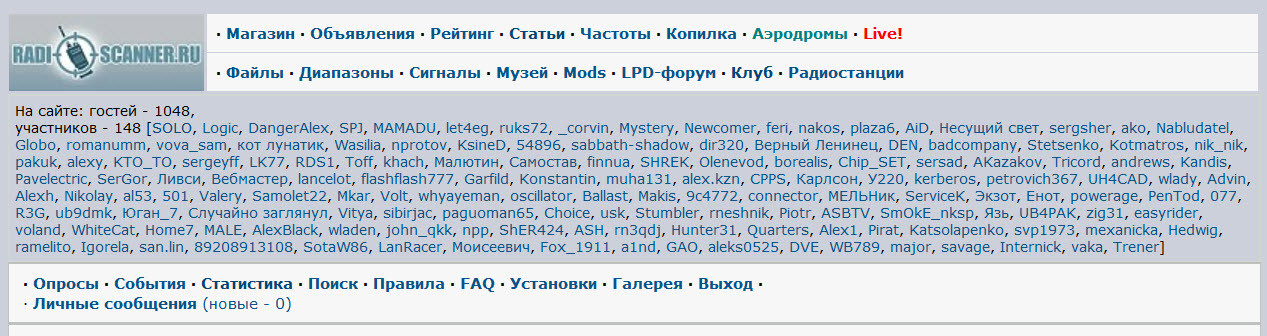 RADI SCANNER.RU
· Магазин · Объявления · Рейтинг · Статьи · Частоты · Копилка · Аэродромы · Live!
· Файлы · Диапазоны · Сигналы · Музей · Mods · LPD-форум · Клуб · Радиостанции
На сайте: гостей - 1048,
участников - 148 [SOLO, Logic, DangerAlex, SPJ, MAMADU, let4eg, ruks72, _corvin, Mystery, Newcomer, feri, nakos, plaza6, AiD, Несущий свет, sergsher, ako, Nabludatel,
Globo, romanumm, vova_sam, кот лунатик, Wasilia, nprotov, KsineD, 54896, sabbath-shadow, dir320, Верный Ленинец, DEN, badcompany, Stetsenko, Kotmatros, nik_nik,
pakuk, alexy, KTO_TO, sergeyff, LK77, RDS1, Toff, khach, Малютин, Самостав, finnua, SHREK, Olenevod, borealis, Chip_SET, sersad, AKazakov, Tricord, andrews, Kandis,
Pavelectric, SerGor, Ливси, Вебмастер, lancelot, flashflash777, Garfild, Konstantin, muha131, alex.kzn, CPPS, Карлсон, У220, kerberos, petrovich367, UH4CAD, wlady, Advin,
Alexh, Nikolay, al53, 501, Valery, Samolet22, Mkar, Volt, whyayeman, oscillator, Ballast, Makis, 9c4772, connector, МЕЛЬНик, ServiceK, Экзот, Енот, powerage, PenTod, 077,
R3G, ub9dmk, Юган_7, Случайно заглянул, Vitya, sibirjac, paguoman65, Choice, usk, Stumbler, rneshnik, Piotr, ASBTV, SmOkE_nksp, Язь, UB4PAK, zig31, easyrider,
voland, WhiteCat, Home7, MALE, AlexBlack, wladen, john_qkk, npp, ShER424, ASH, rn3qdj, Hunter31, Quarters, Alex1, Pirat, Katsolapenko, svp1973, mexanicka, Hedwig,
ramelito, Igorela, san.lin, 89208913108, SotaW86, LanRacer, Моисеевич, Fox_1911, a1nd, GAO, aleks0525, DVE, WB789, major, savage, Internick, vaka, Trener]
· Опросы · События · Статистика · Поиск · Правила · FAQ · Установки · Галерея · Выход ·
· Личные сообщения (новые - 0)